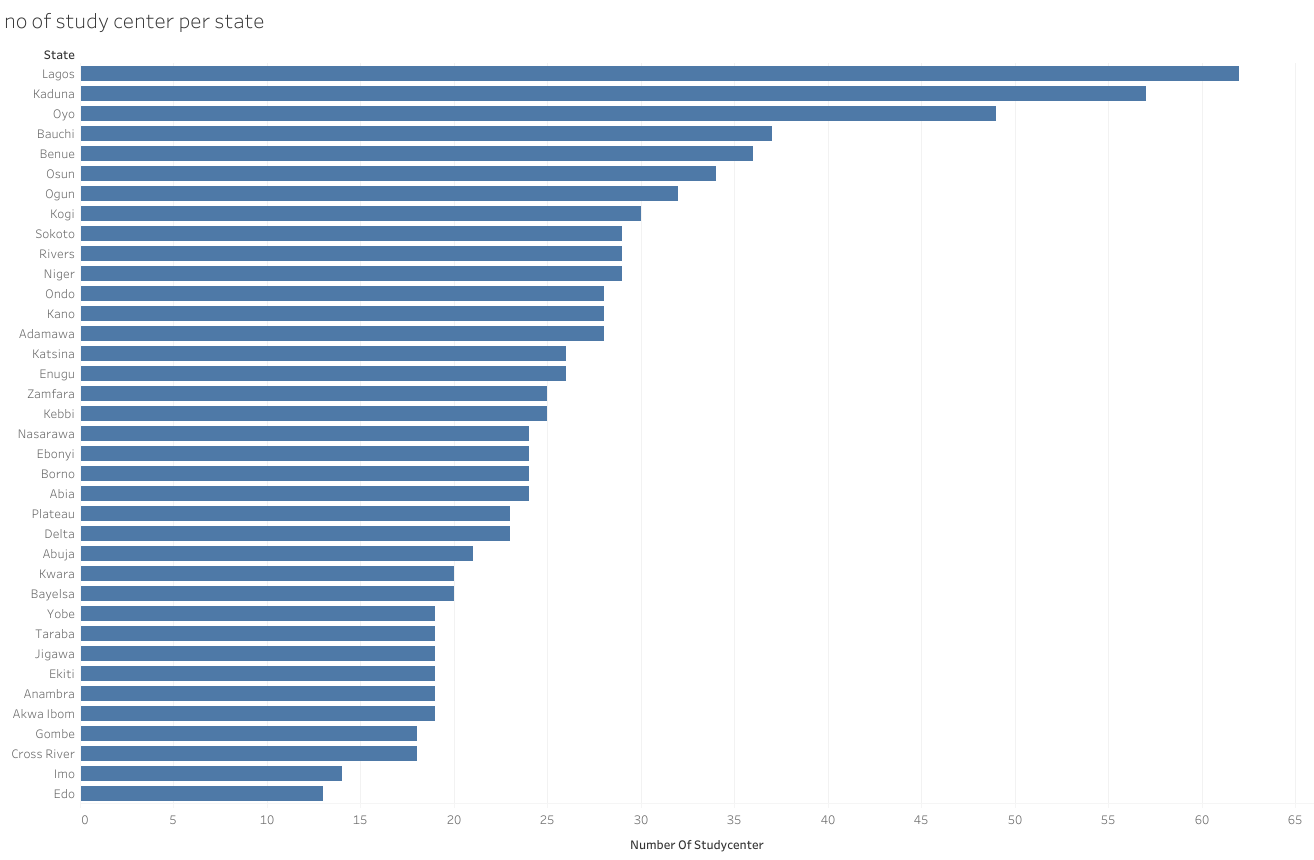 no of study center per state
State
Lagos
Kaduna
Oyo
Bauchi
Benue
Osun
Ogun
Kogi
Sokoto
Rivers
Niger
Ondo
Kano
Adamawa
Katsina
Enugu
Zamfara
Kebbi
Nasarawa
Ebonyi
Borno
Abia
Plateau
Delta
Abuja
Kwara
Bayelsa
Yobe
Taraba
Jigawa
Ekiti
Anambra
Akwa Ibom
Gombe
Cross River
Imo
Edo
0 5 10 15 20 25 30 35 40 45 50 55 60 65
Number Of Studycenter